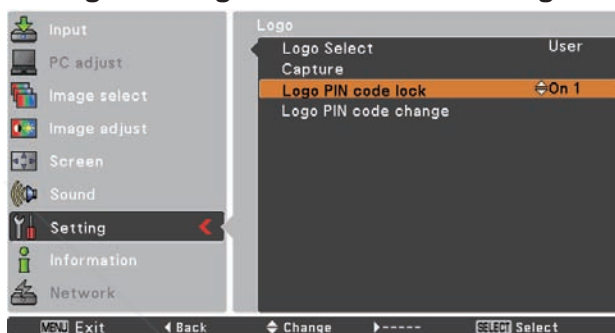 Input
PC adjust
Image select
Image adjust
Screen
Sound
Setting
Information
Network
Logo
Logo Select User
Capture
Logo PIN code lock On 1
Logo PIN code change
MENU Exit Back Change ----- SELECT Select